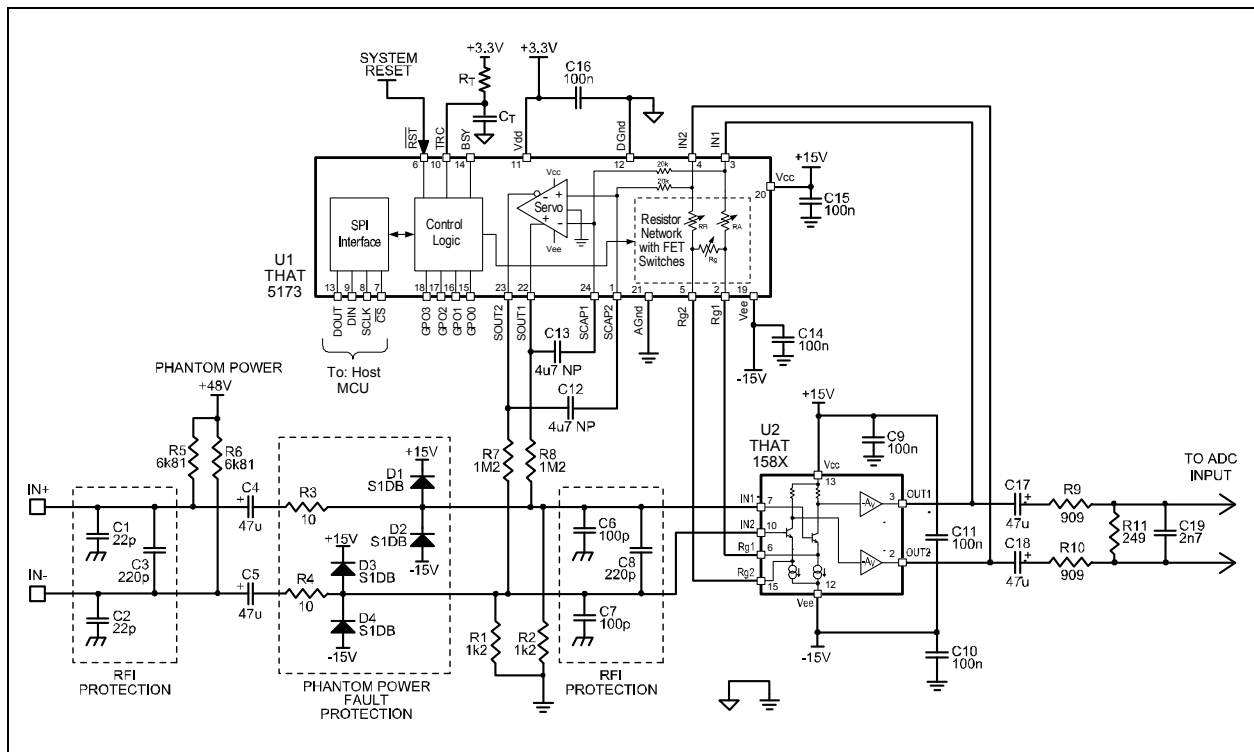 SYSTEM
RESET
+3.3V
+3.3V
RT
CT
C16
100n
RST
TRC
BSY
Vdd
DGnd
IN2
IN1
6
10
14
11
12
4
3
+15V
Vcc
20
C15
100n
20k
20k
Vcc
Servo
Vee
SPI
Interface
Control
Logic
Resistor
Network
with FET
Switches
RB
RA
Rg
U1
THAT
5173
13
9
8
7
18
17
16
15
23
22
24
1
21
5
2
19
DOUT
DIN
SCLK
CS
GPO3
GPO2
GPO1
GPO0
SOUT2
SOUT1
SCAP1
SCAP2
AGnd
Rg2
Rg1
Vee
To: Host
MCU
C13
4u7 NP
C12
4u7 NP
C14
100n
-15V
PHANTOM POWER
+48V
R5
6k81
R6
6k81
R7
1M2
R8
1M2
+15V
D1
S1DB
D2
S1DB
-15V
+15V
D3
S1DB
D4
S1DB
-15V
IN+
IN-
C1
22p
C3
220p
C2
22p
RFI
PROTECTION
C4
+
47u
R3
10
C5
+
47u
R4
10
PHANTOM POWER
FAULT
PROTECTION
R1
1k2
R2
1k2
C6
100p
C8
220p
C7
100p
RFI
PROTECTION
+15V
C9
100n
U2
THAT
158X
Vcc
13
IN1
7
IN2
10
Rg1
6
Rg2
15
-AV
-AV
3
OUT1
2
OUT2
12
Vee
-15V
C11
100n
C10
100n
C17
+
47u
C18
+
47u
R9
909
R10
909
R11
249
C19
2n7
TO ADC
INPUT